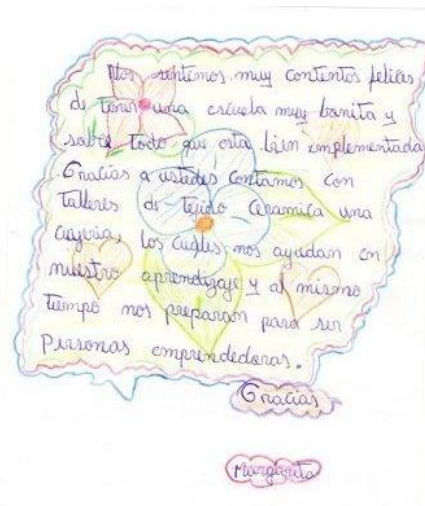 Nos sentimos muy contentos felices
de tener una escuela muy bonita y
sobre todo que esta bien implementada
Gracias a ustedes contamos con
talleres de tejido ceramica una
cuyeria, los cuales nos ayudan en
nuestro aprendizaje y al mismo
tiempo nos preparan para ser
Personas emprendedoras.
Gracias
Margarita